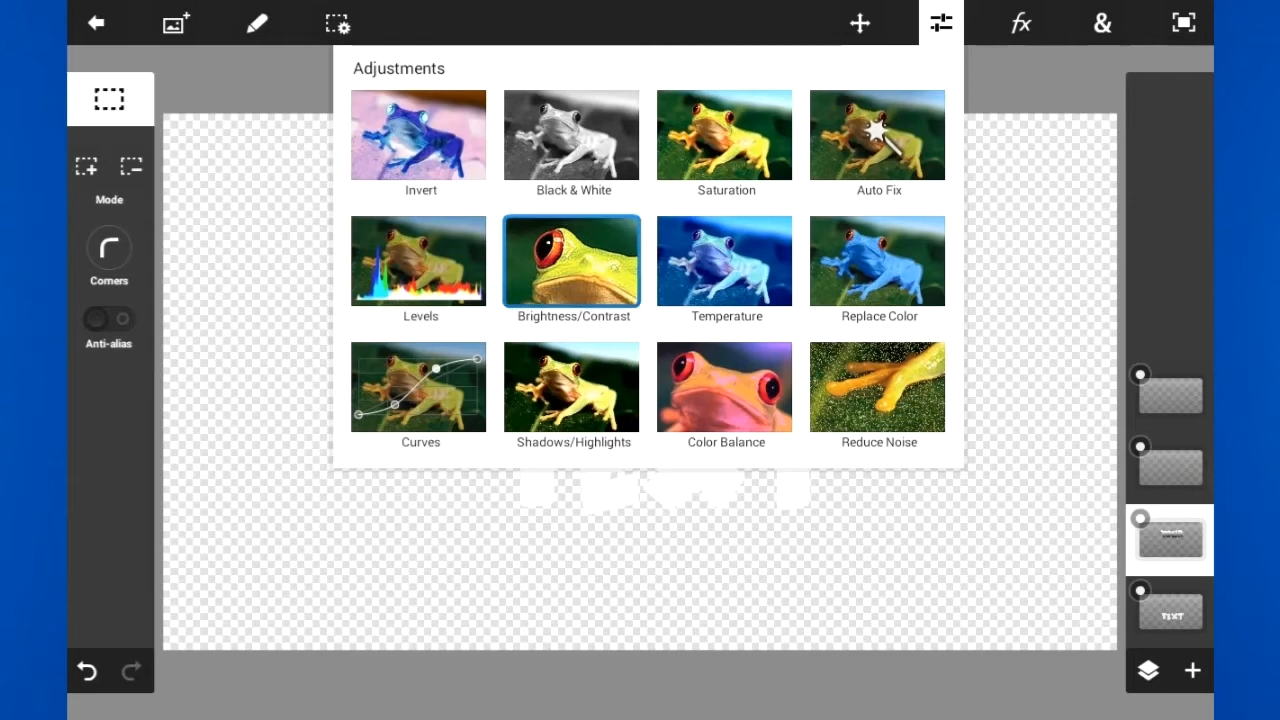 fx
&
Adjustments
Invert
Black & White
Saturation
Auto Fix
Mode
Corners
Levels
Brightness/Contrast
Temperature
Replace Color
Anti-alias
Curves
Shadows/Highlights
Color Balance
Reduce Noise
TEXT